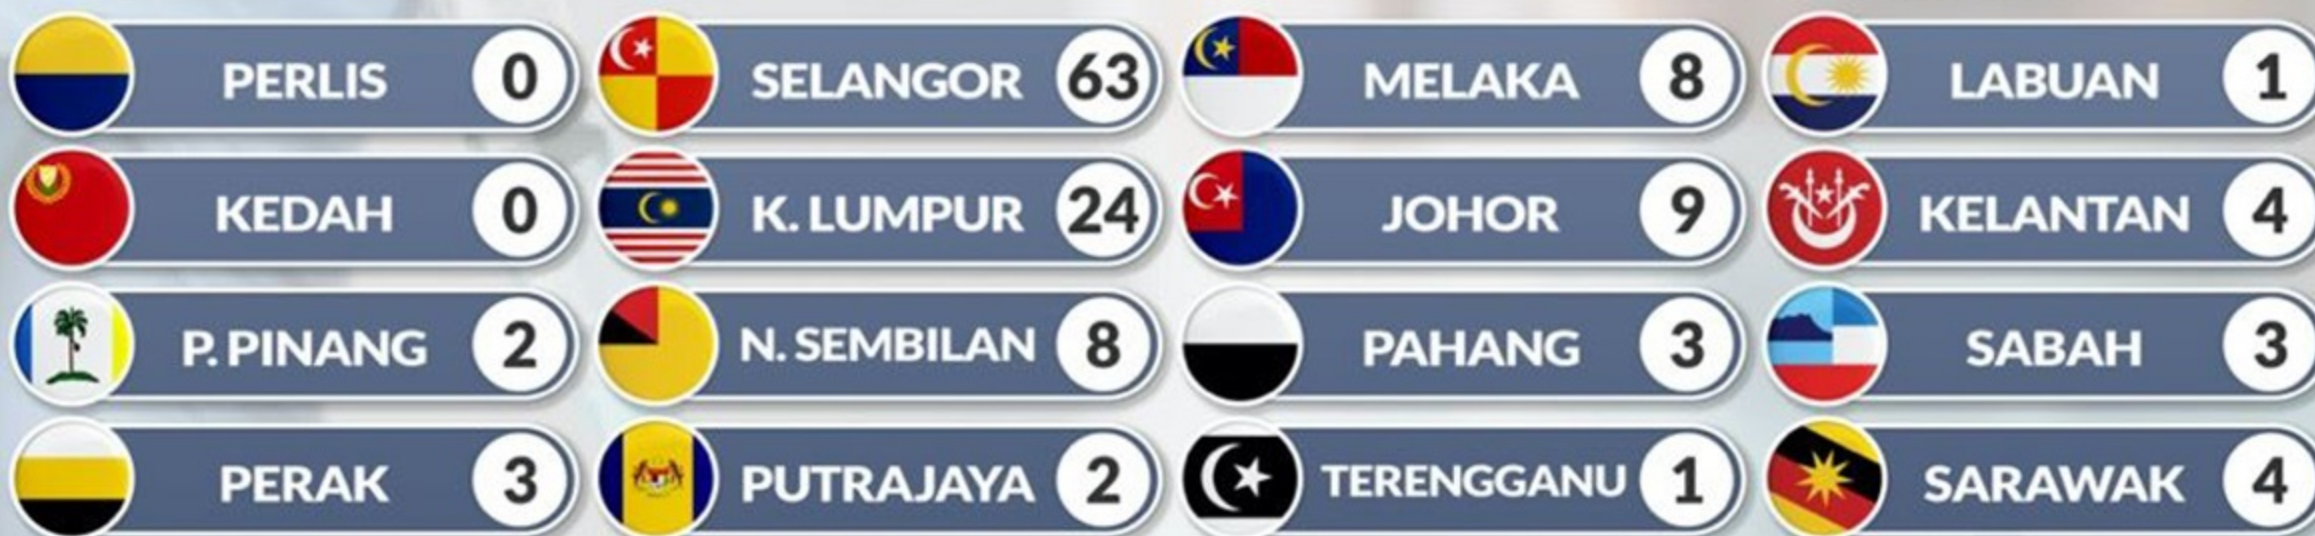 PERLIS 0 SELANGOR 63 MELAKA 8 LABUAN 1
KEDAH 0 K. LUMPUR 24 JOHOR 9 KELANTAN 4
P. PINANG 2 N. SEMBILAN 8 PAHANG 3 SABAH 3
PERAK 3 PUTRAJAYA 2 TERENGGANU 1 SARAWAK 4